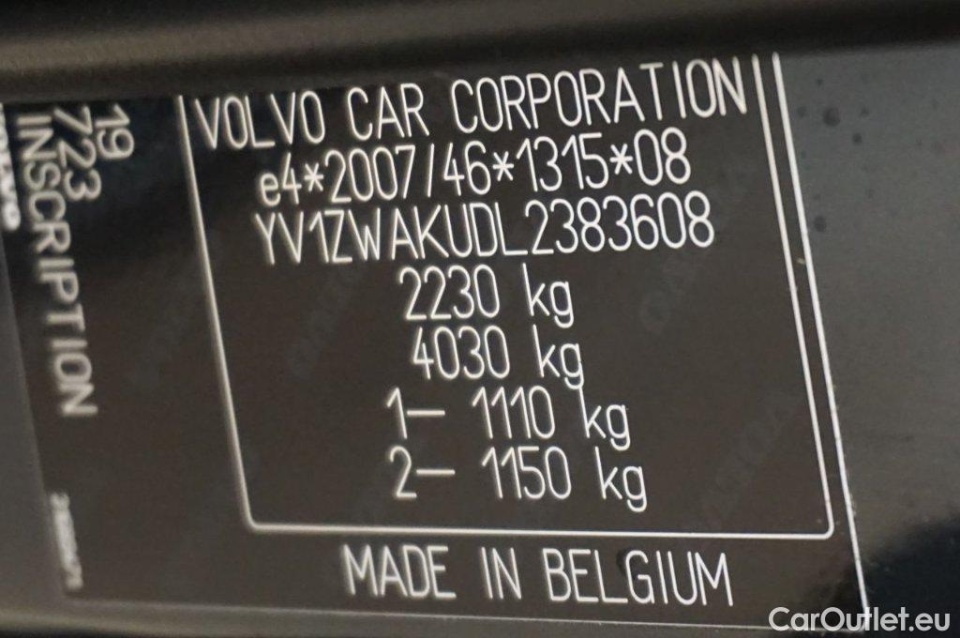 VOLVO CAR CORPORATION
e4*2007/46*1315*08
YV1ZWAKUDL2383608
2230 kg
4030 kg
1– 1110 kg
2– 1150 kg
MADE IN BELGIUM
19
723
INSCRIPTION
CarOutlet.eu